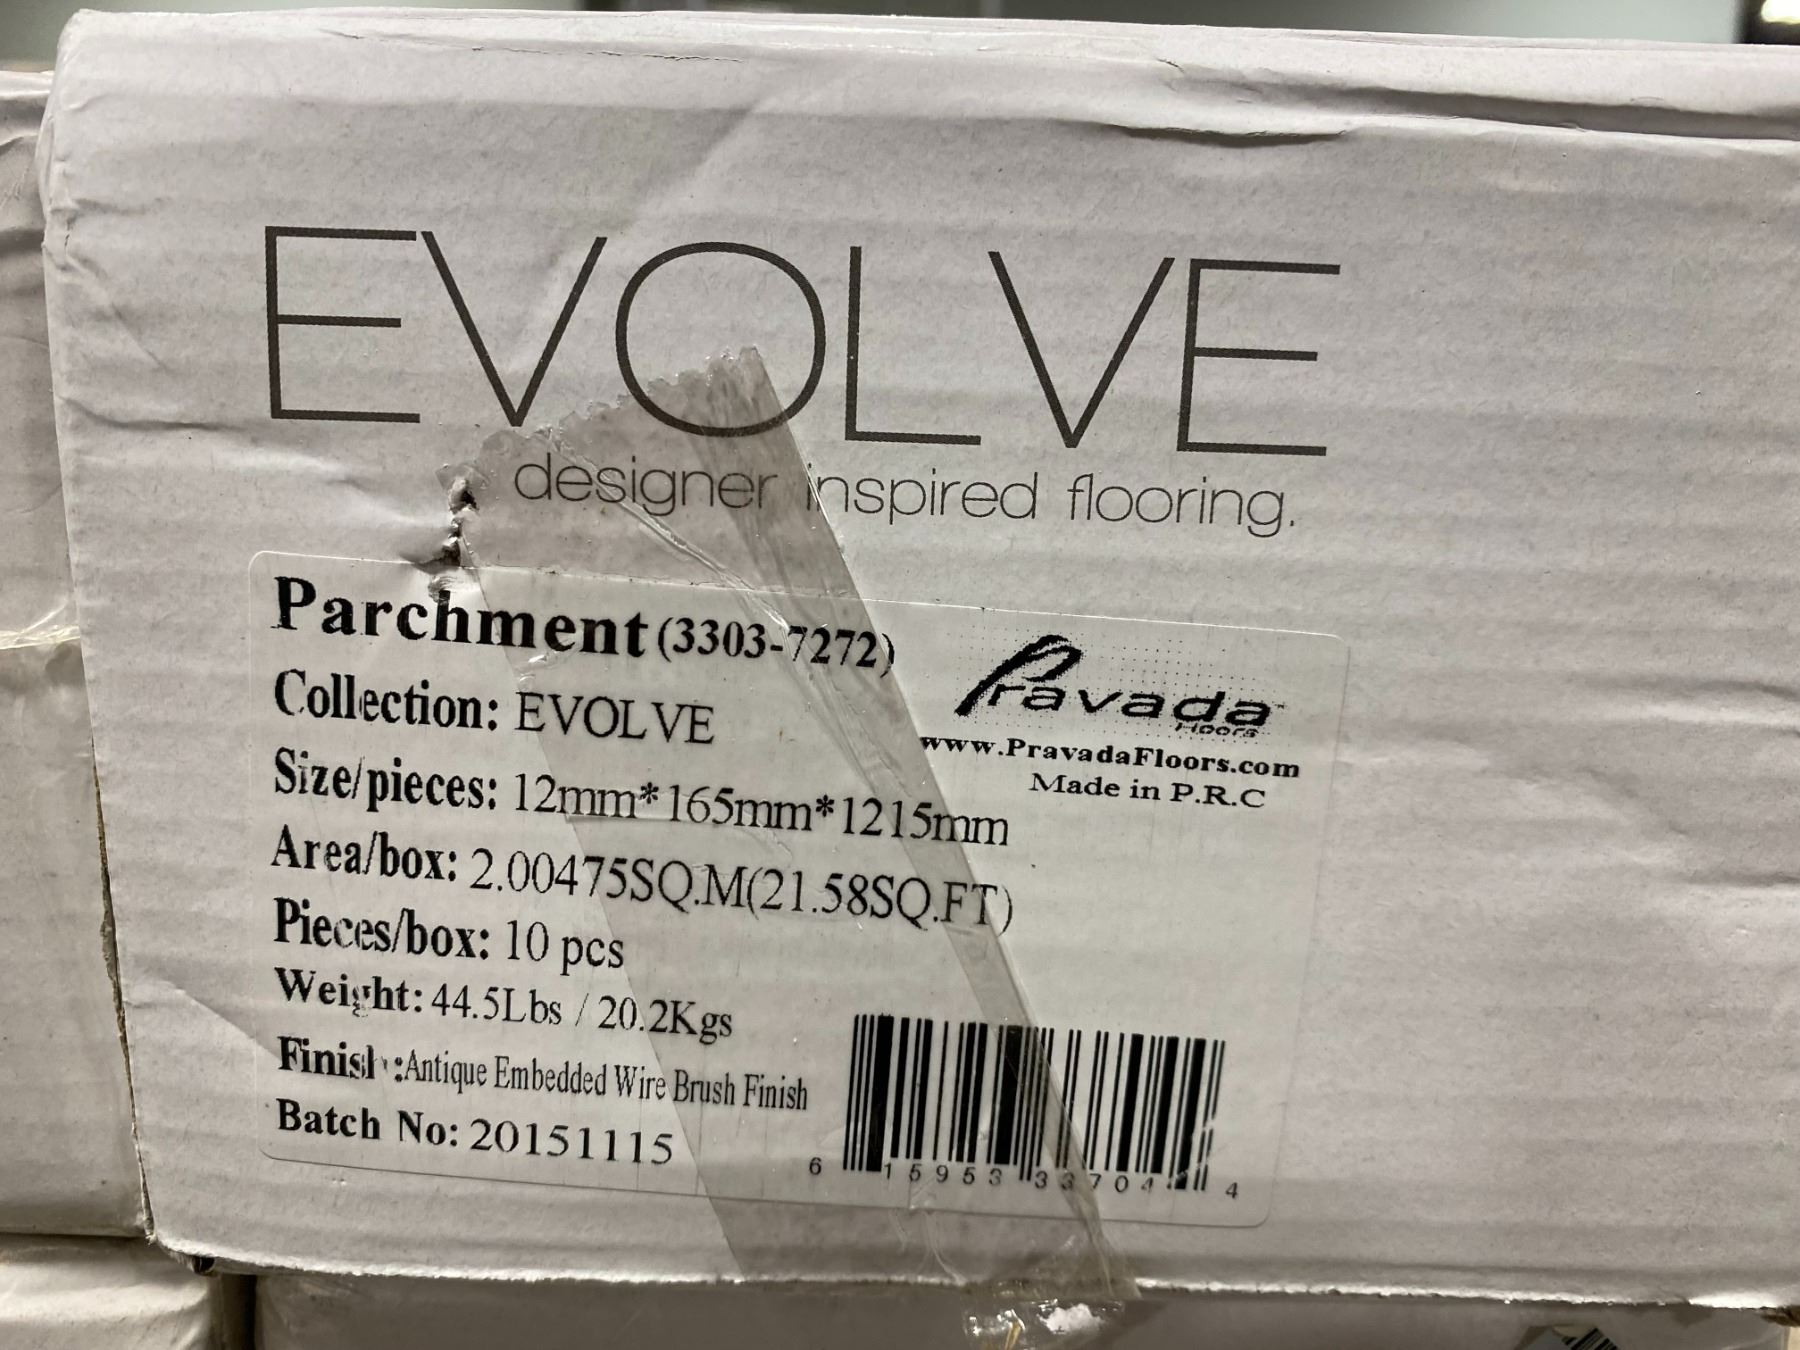 EVOLVE
designer inspired flooring.
Parchment (3303-7272)
Collection: EVOLVE
Size/pieces: 12mm*165mm*1215mm
Area/box: 2.00475SQ.M(21.58SQ.FT)
Pieces/box: 10 pcs
Weight: 44.5Lbs / 20.2Kgs
Finish:Antique Embedded Wire Brush Finish
Batch No: 20151115
Pravada
Floors
www.PravadaFloors.com
Made in P.R.C